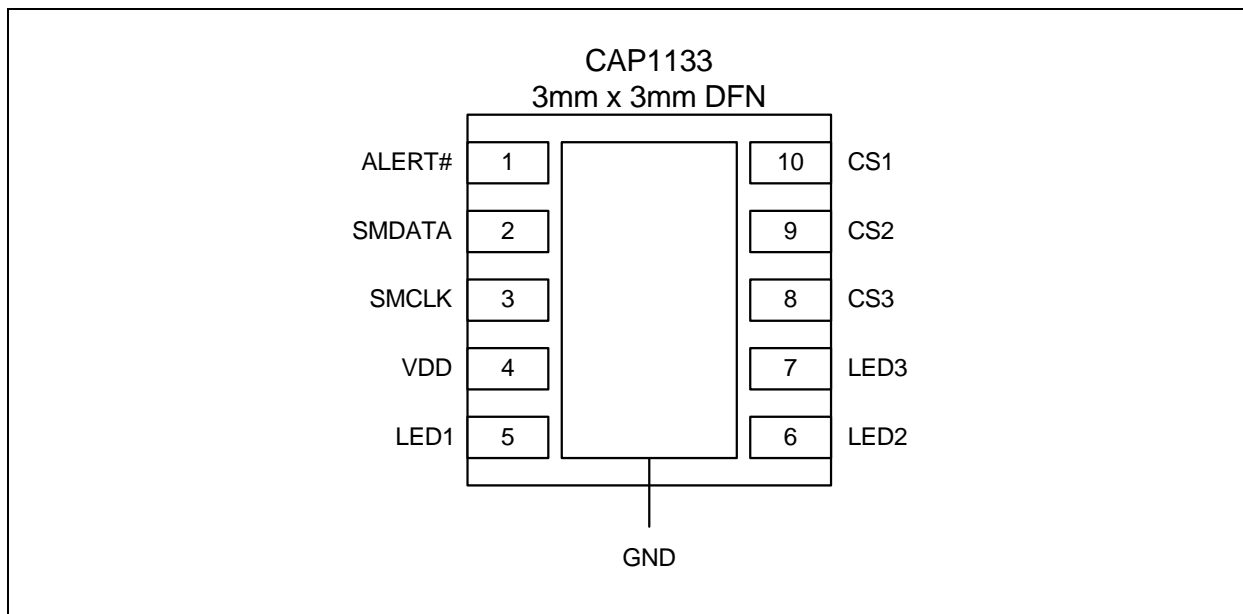 CAP1133
3mm x 3mm DFN
ALERT# 1 10 CS1
SMDATA 2 9 CS2
SMCLK 3 8 CS3
VDD 4 7 LED3
LED1 5 6 LED2
GND